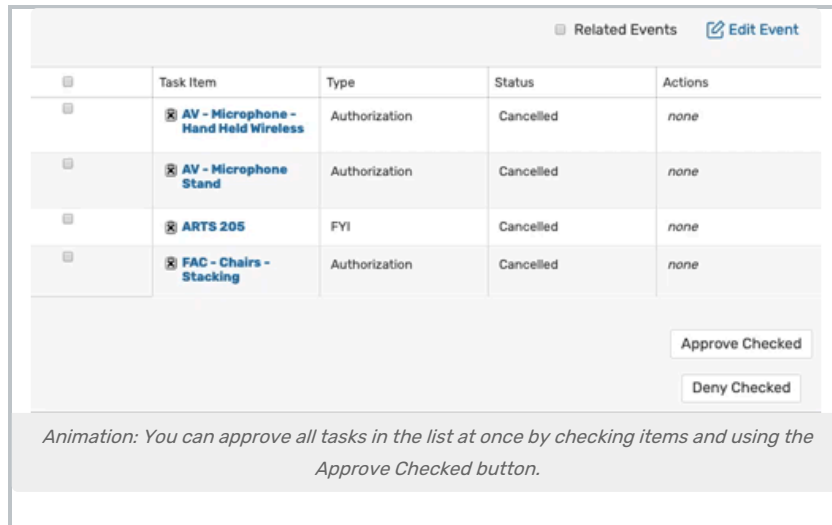 Related Events Edit Event
Task Item Type Status Actions
AV - Microphone - Authorization Cancelled none
Hand Held Wireless
AV - Microphone Authorization Cancelled none
Stand
ARTS 205 FYI Cancelled none
FAC - Chairs - Authorization Cancelled none
Stacking
Approve Checked
Deny Checked
Animation: You can approve all tasks in the list at once by checking items and using the
Approve Checked button.